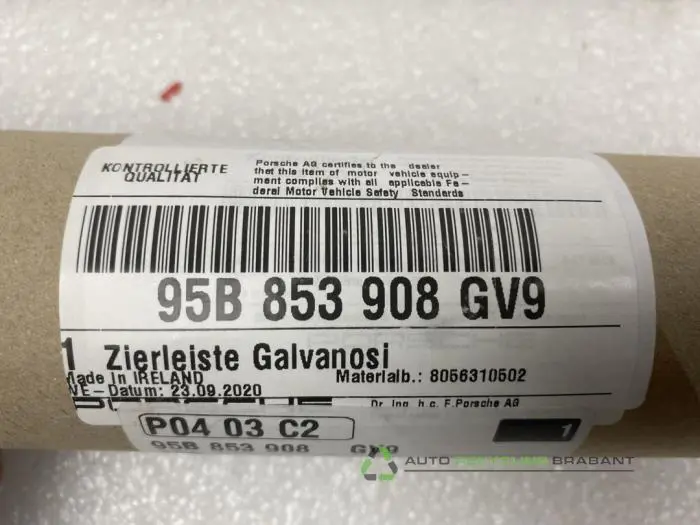 KONTROLLIERTE
QUALITAT
Porsche AG certifies to the dealer
that this item of motor vehicle equip-
ment complies with all applicable Fe-
deral Motor Vehicle Safety Standards
95B 853 908 GV9
1 Zierleiste Galvanosi
Made In IRELAND
Materialb.: 8056310502
VE-Datum: 23.09.2020
Dr. Ing. h.c. F.Porsche AG
P04 03 C2
1
95B 853 908 GV9
AUTO RECYCLING BRABANT